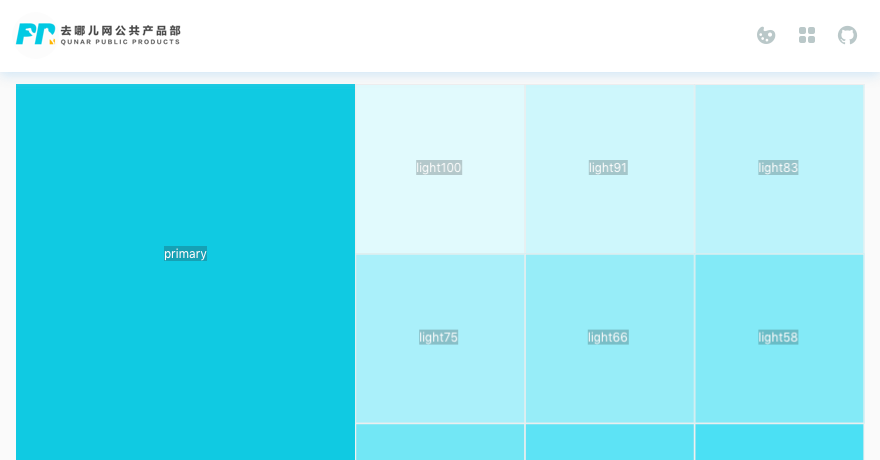 去哪儿网公共产品部
QUNAR PUBLIC PRODUCTS
primary
light100
light91
light83
light75
light66
light58